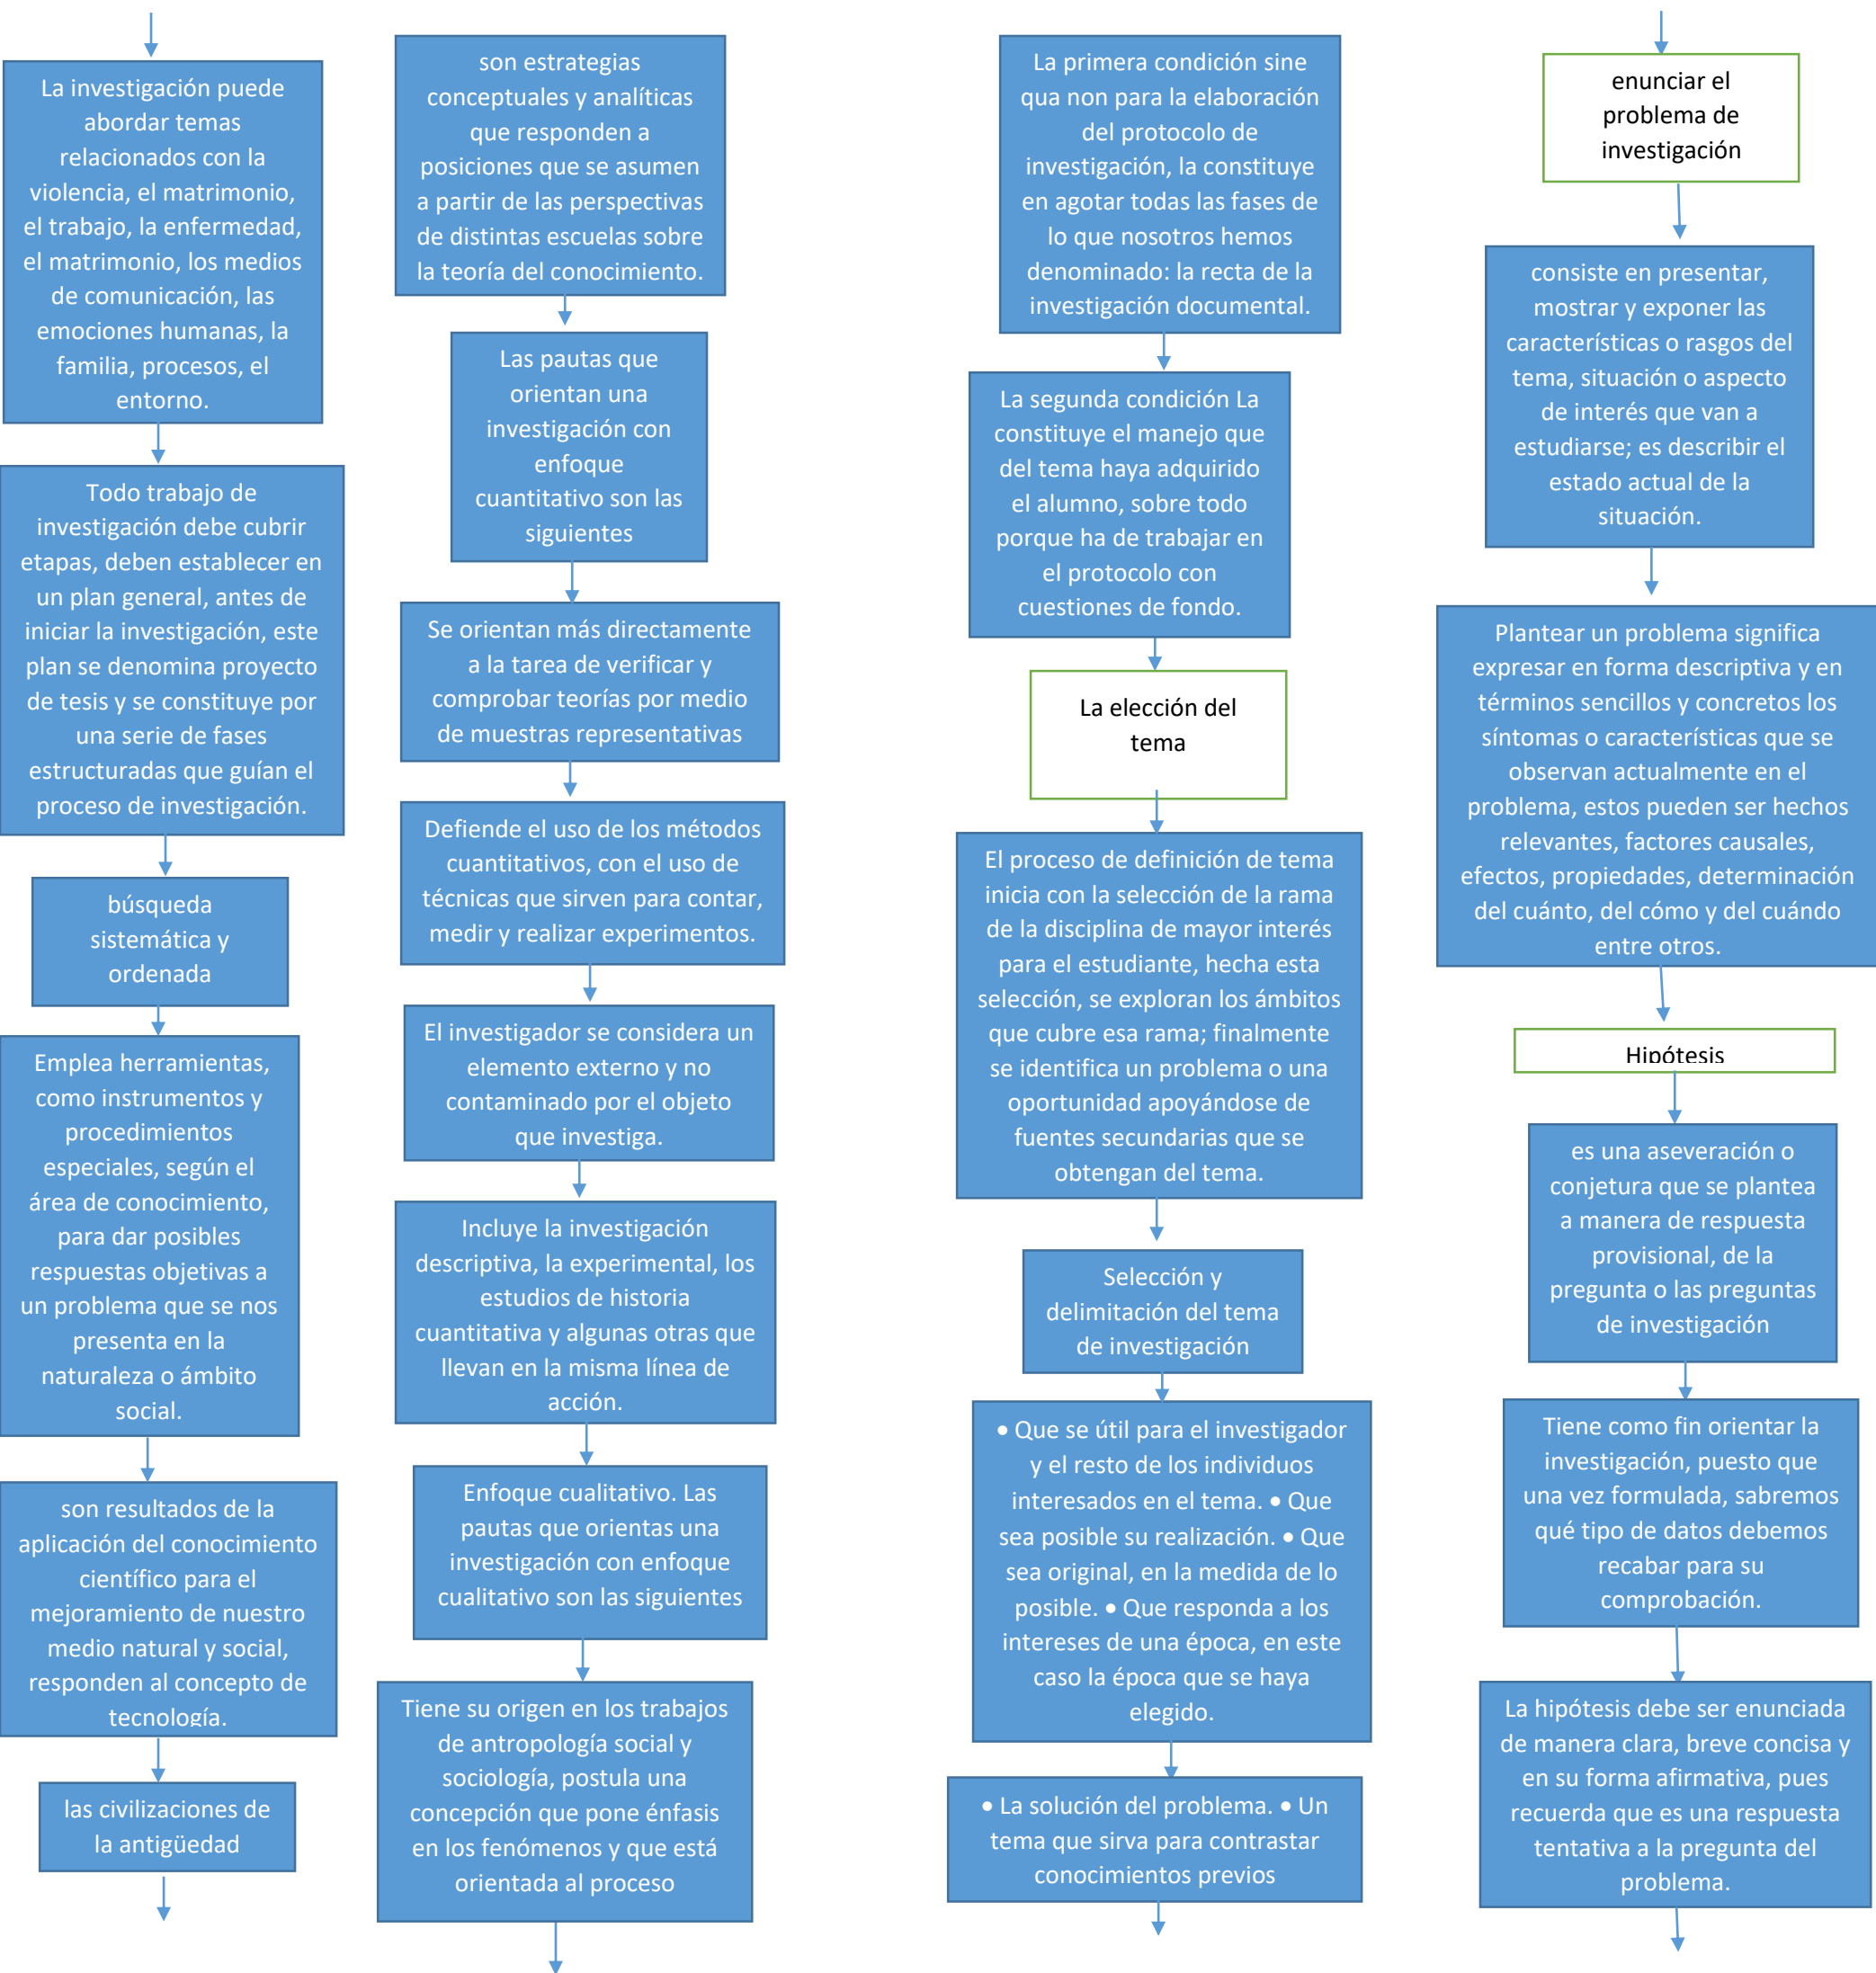 La investigación puede
abordar temas
relacionados con la
violencia, el matrimonio,
el trabajo, la enfermedad,
el matrimonio, los medios
de comunicación, las
emociones humanas, la
familia, procesos, el
entorno.
Todo trabajo de
investigación debe cubrir
etapas, deben establecer en
un plan general, antes de
iniciar la investigación, este
plan se denomina proyecto
de tesis y se constituye por
una serie de fases
estructuradas que guían el
proceso de investigación.
búsqueda
sistemática y
ordenada
Emplea herramientas,
como instrumentos y
procedimientos
especiales, según el
área de conocimiento,
para dar posibles
respuestas objetivas a
un problema que se nos
presenta en la
naturaleza o ámbito
social.
son resultados de la
aplicación del conocimiento
científico para el
mejoramiento de nuestro
medio natural y social,
responden al concepto de
tecnología.
las civilizaciones de
la antigüedad
son estrategias
conceptuales y analíticas
que responden a
posiciones que se asumen
a partir de las perspectivas
de distintas escuelas sobre
la teoría del conocimiento.
Las pautas que
orientan una
investigación con
enfoque
cuantitativo son las
siguientes
Se orientan más directamente
a la tarea de verificar y
comprobar teorías por medio
de muestras representativas
Defiende el uso de los métodos
cuantitativos, con el uso de
técnicas que sirven para contar,
medir y realizar experimentos.
El investigador se considera un
elemento externo y no
contaminado por el objeto
que investiga.
Incluye la investigación
descriptiva, la experimental, los
estudios de historia
cuantitativa y algunas otras que
llevan en la misma línea de
acción.
Enfoque cualitativo. Las
pautas que orientas una
investigación con enfoque
cualitativo son las siguientes
Tiene su origen en los trabajos
de antropología social y
sociología, postula una
concepción que pone énfasis
en los fenómenos y que está
orientada al proceso
La primera condición sine
qua non para la elaboración
del protocolo de
investigación, la constituye
en agotar todas las fases de
lo que nosotros hemos
denominado: la recta de la
investigación documental.
La segunda condición La
constituye el manejo que
del tema haya adquirido
el alumno, sobre todo
porque ha de trabajar en
el protocolo con
cuestiones de fondo.
La elección del
tema
El proceso de definición de tema
inicia con la selección de la rama
de la disciplina de mayor interés
para el estudiante, hecha esta
selección, se exploran los ámbitos
que cubre esa rama; finalmente
se identifica un problema o una
oportunidad apoyándose de
fuentes secundarias que se
obtengan del tema.
Selección y
delimitación del tema
de investigación
• Que se útil para el investigador
y el resto de los individuos
interesados en el tema. • Que
sea posible su realización. • Que
sea original, en la medida de lo
posible. • Que responda a los
intereses de una época, en este
caso la época que se haya
elegido.
• La solución del problema. • Un
tema que sirva para contrastar
conocimientos previos
enunciar el
problema de
investigación
consiste en presentar,
mostrar y exponer las
características o rasgos del
tema, situación o aspecto
de interés que van a
estudiarse; es describir el
estado actual de la
situación.
Plantear un problema significa
expresar en forma descriptiva y en
términos sencillos y concretos los
síntomas o características que se
observan actualmente en el
problema, estos pueden ser hechos
relevantes, factores causales,
efectos, propiedades, determinación
del cuánto, del cómo y del cuándo
entre otros.
Hipótesis
es una aseveración o
conjetura que se plantea
a manera de respuesta
provisional, de la
pregunta o las preguntas
de investigación
Tiene como fin orientar la
investigación, puesto que
una vez formulada, sabremos
qué tipo de datos debemos
recabar para su
comprobación.
La hipótesis debe ser enunciada
de manera clara, breve concisa y
en su forma afirmativa, pues
recuerda que es una respuesta
tentativa a la pregunta del
problema.